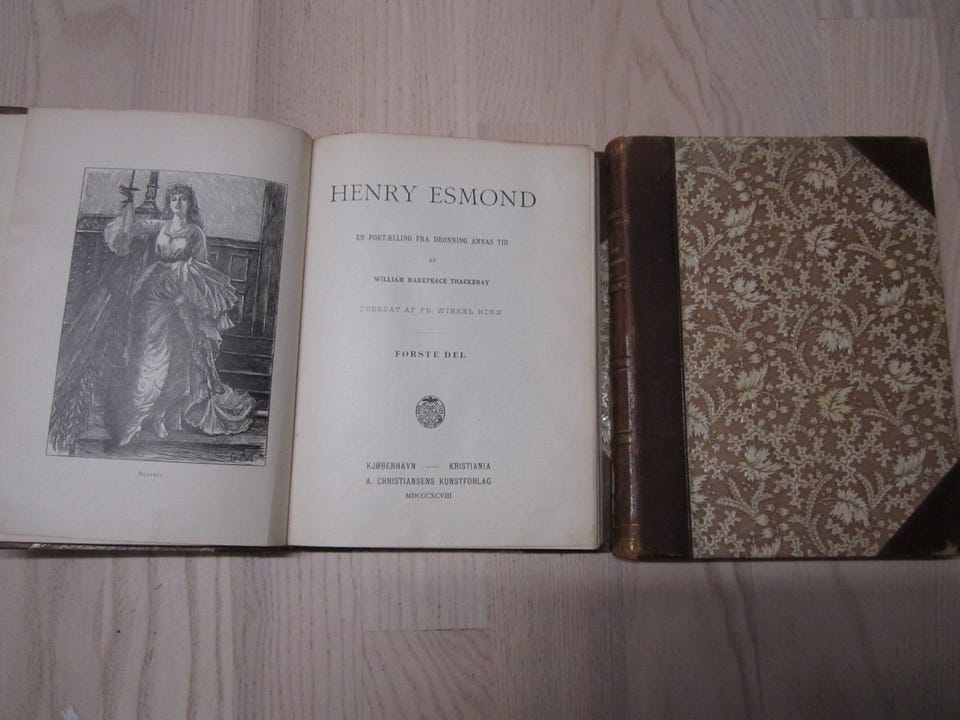 Beatrix.
HENRY ESMOND
EN FORTÆLLING FRA DRONNING ANNAS TID
AF
WILLIAM MAKEPEACE THACKERAY
OVERSAT AF FR. WINKEL HORN
FØRSTE DEL
KJØBENHAVN ----- KRISTIANIA
A. CHRISTIANSENS KUNSTFORLAG
MDCCCXCVIII